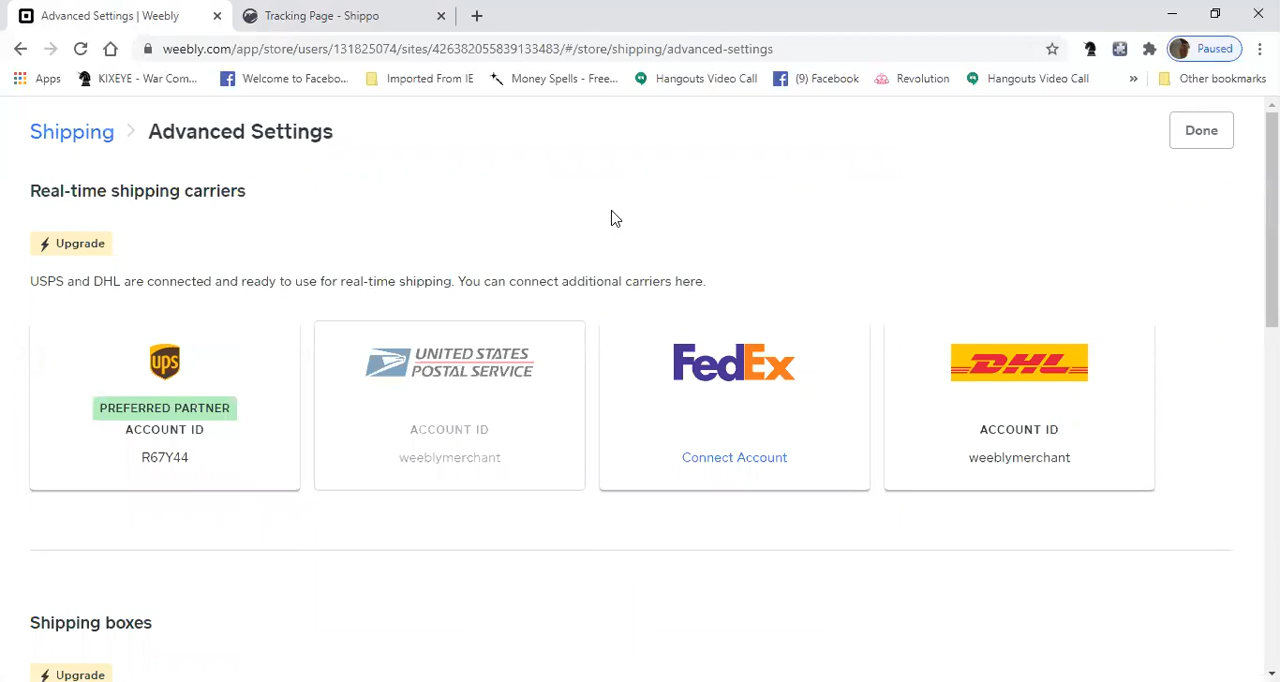 Advanced Settings | Weebly
Tracking Page - Shippo
weebly.com/app/store/users/131825074/sites/426382055839133483/#/store/shipping/advanced-settings
Paused
Apps
KIXEYE - War Com...
Welcome to Facebo...
Imported From IE
Money Spells - Free...
Hangouts Video Call
(9) Facebook
Revolution
Hangouts Video Call
»
Other bookmarks
Shipping > Advanced Settings
Done
Real-time shipping carriers
Upgrade
USPS and DHL are connected and ready to use for real-time shipping. You can connect additional carriers here.
ups
PREFERRED PARTNER
ACCOUNT ID
R67Y44
UNITED STATES
POSTAL SERVICE
ACCOUNT ID
weeblymerchant
FedEx
Connect Account
DHL
ACCOUNT ID
weeblymerchant
Shipping boxes
Upgrade